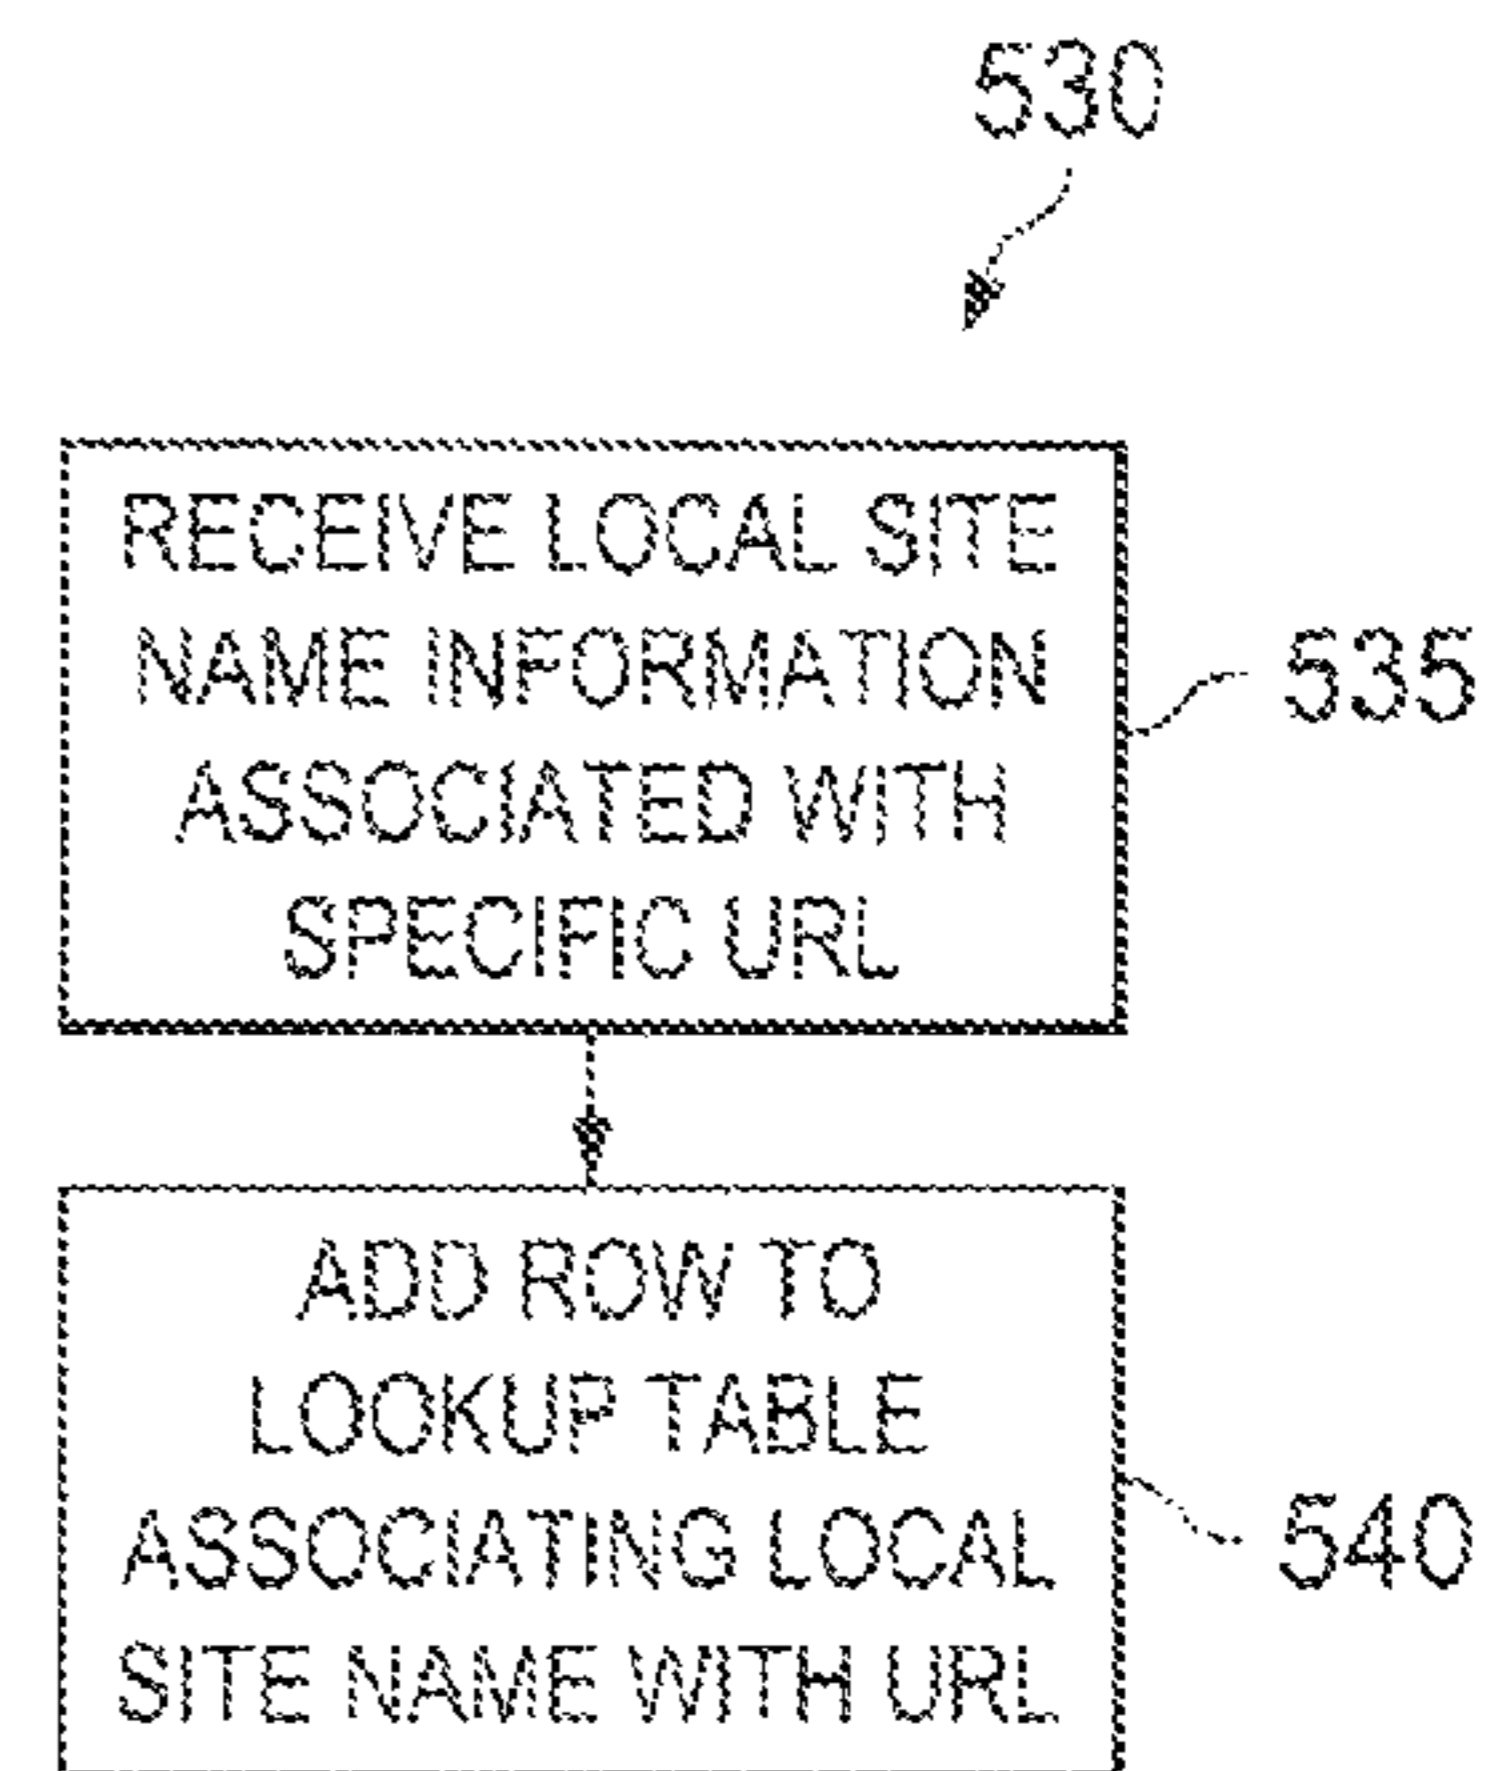 530
RECEIVE LOCAL SITE
NAME INFORMATION
ASSOCIATED WITH
SPECIFIC URL
535
ADD ROW TO
LOOKUP TABLE
ASSOCIATING LOCAL
SITE NAME WITH URL
540